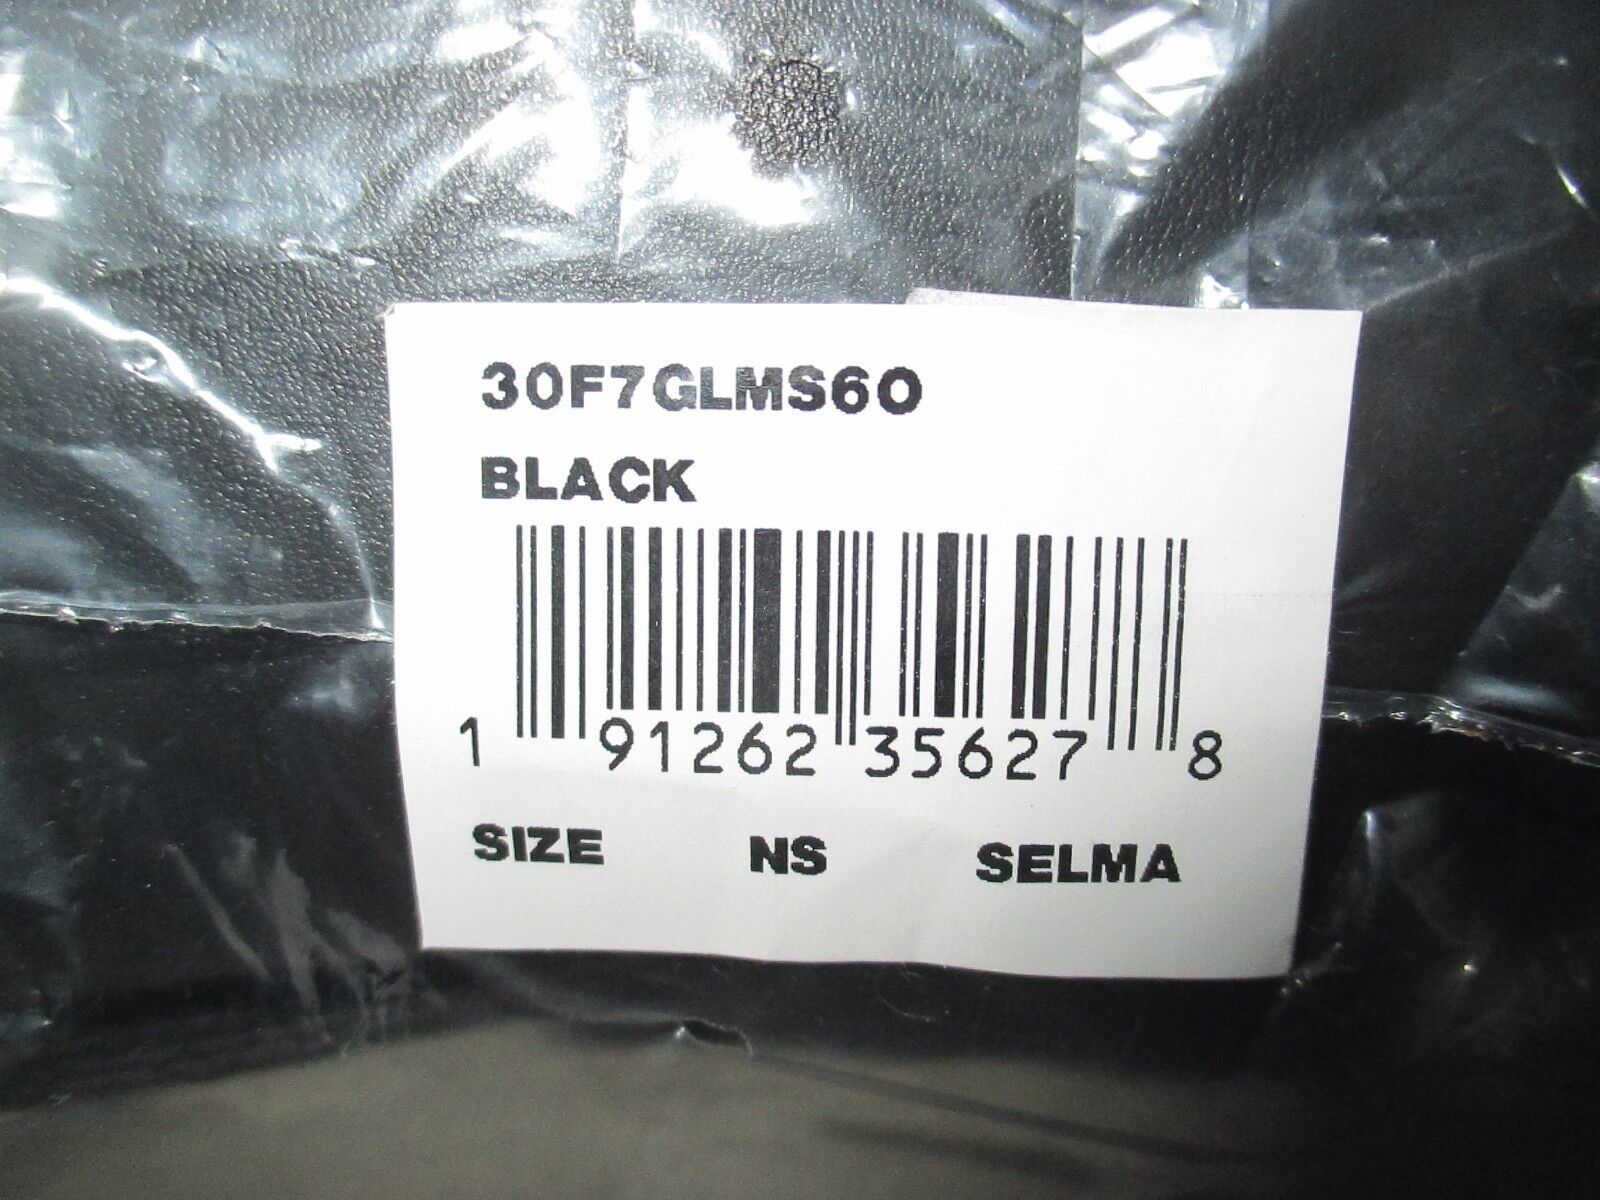 30F7GLMS6O
BLACK
1 91262 35627 8
SIZE NS SELMA